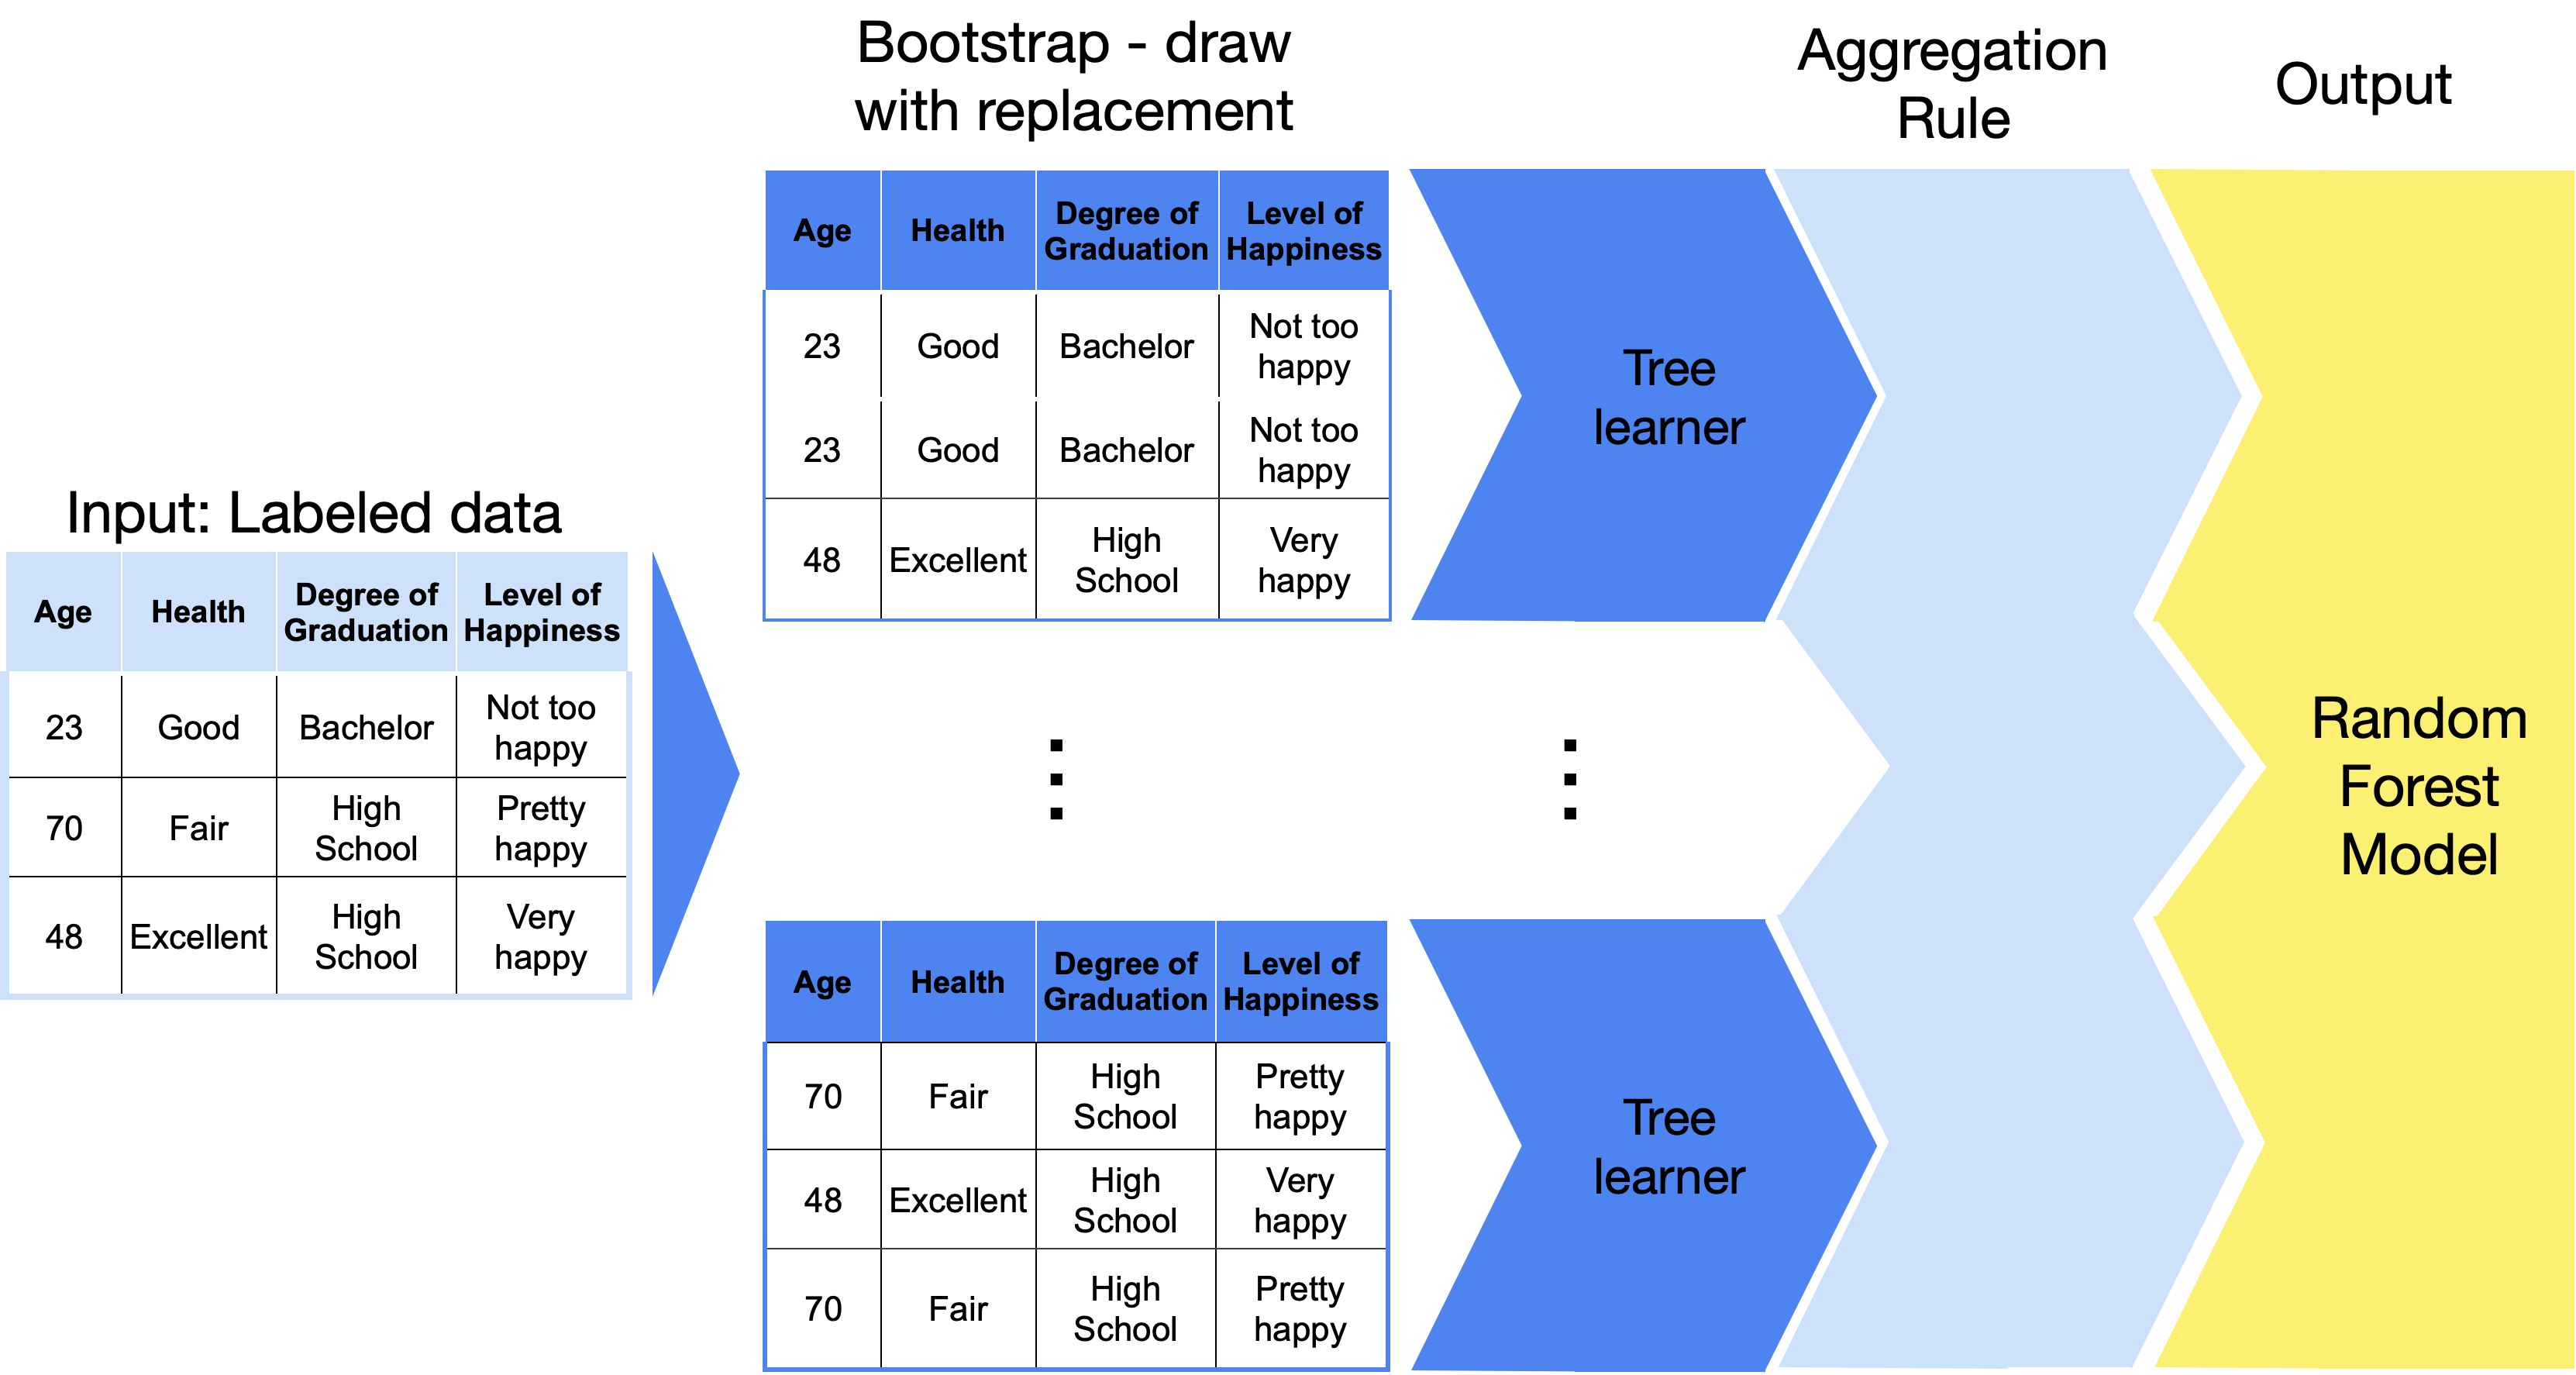 Bootstrap - draw
with replacement
Aggregation
Rule
Output
Input: Labeled data
Age Health Degree of Graduation Level of Happiness
23 Good Bachelor Not too happy
70 Fair High School Pretty happy
48 Excellent High School Very happy
Age Health Degree of Graduation Level of Happiness
23 Good Bachelor Not too happy
23 Good Bachelor Not too happy
48 Excellent High School Very happy
Tree
learner
Age Health Degree of Graduation Level of Happiness
70 Fair High School Pretty happy
48 Excellent High School Very happy
70 Fair High School Pretty happy
Tree
learner
Random
Forest
Model